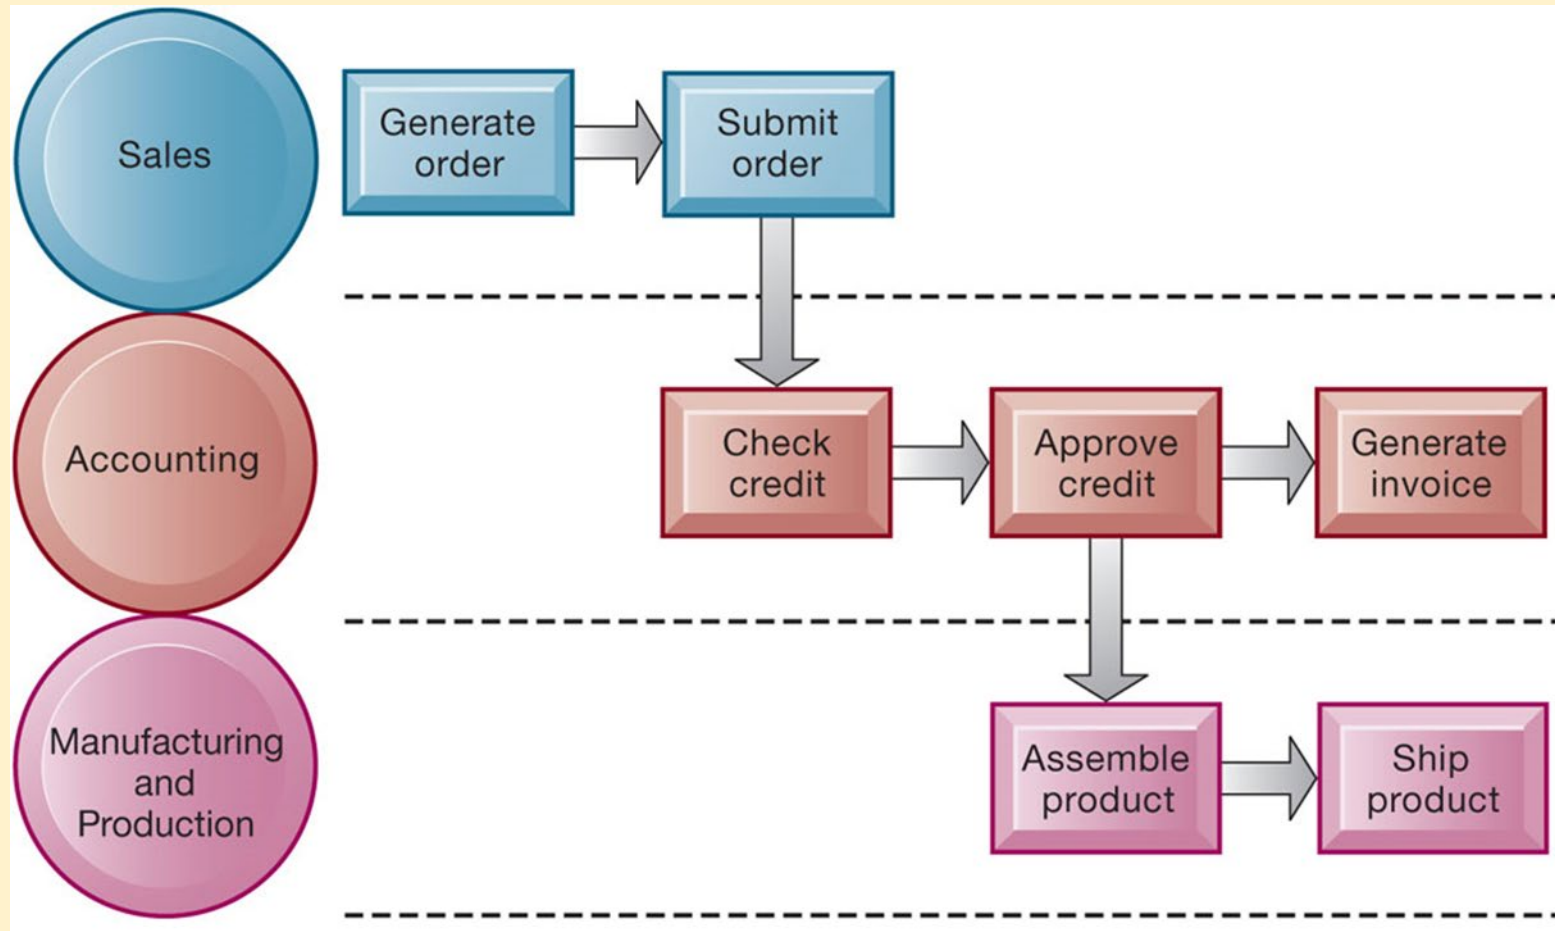 Sales
Generate
order
Submit
order
Accounting
Check
credit
Approve
credit
Generate
invoice
Manufacturing
and
Production
Assemble
product
Ship
product